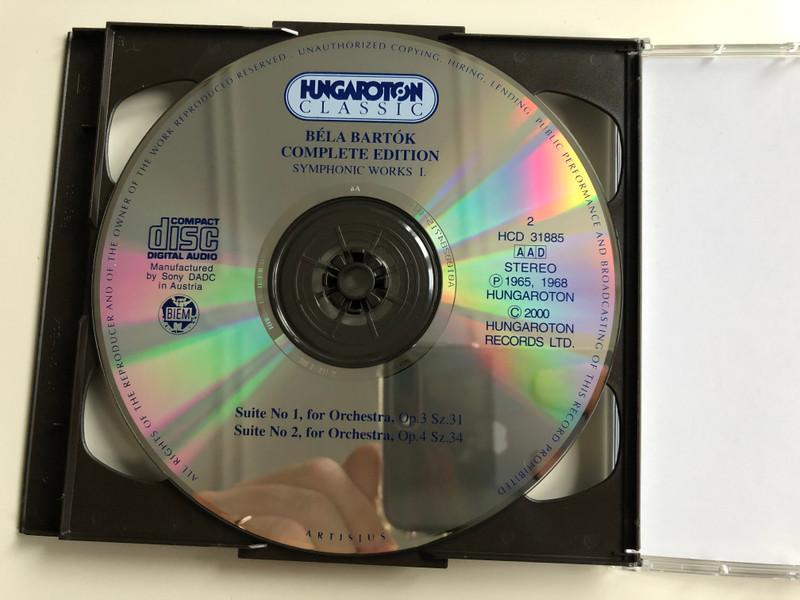 ALL RIGHTS OF THE REPRODUCER AND OF THE OWNER OF THE WORK REPRODUCED RESERVED. UNAUTHORIZED COPYING, HIRING, LENDING, PUBLIC PERFORMANCE AND BROADCASTING OF THIS RECORD PROHIBITED
HUNGAROTON
CLASSIC
BÉLA BARTÓK
COMPLETE EDITION
SYMPHONIC WORKS I.
COMPACT
disc
DIGITAL AUDIO
Manufactured
by Sony DADC
in Austria
BIEM
2
HCD 31885
AAD
STEREO
Ⓟ 1965, 1968
HUNGAROTON
© 2000
HUNGAROTON
RECORDS LTD.
Suite No 1, for Orchestra, Op.3 Sz.31
Suite No 2, for Orchestra, Op.4 Sz.34
ARTISJUS